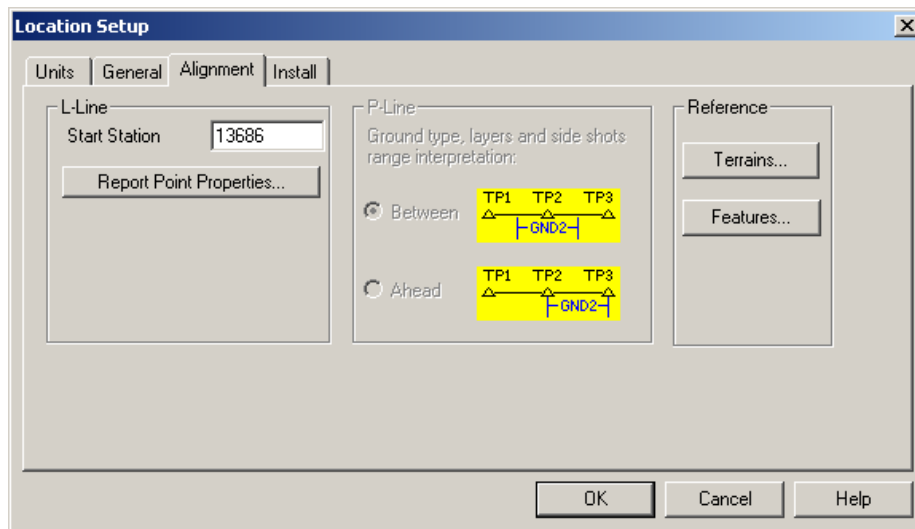 Location Setup
Units General Alignment Install
L-Line
Start Station 13686
Report Point Properties...
P-Line
Ground type, layers and side shots
range interpretation:
Between
TP1 TP2 TP3
GND2
Ahead
TP1 TP2 TP3
GND2
Reference
Terrains...
Features...
OK Cancel Help